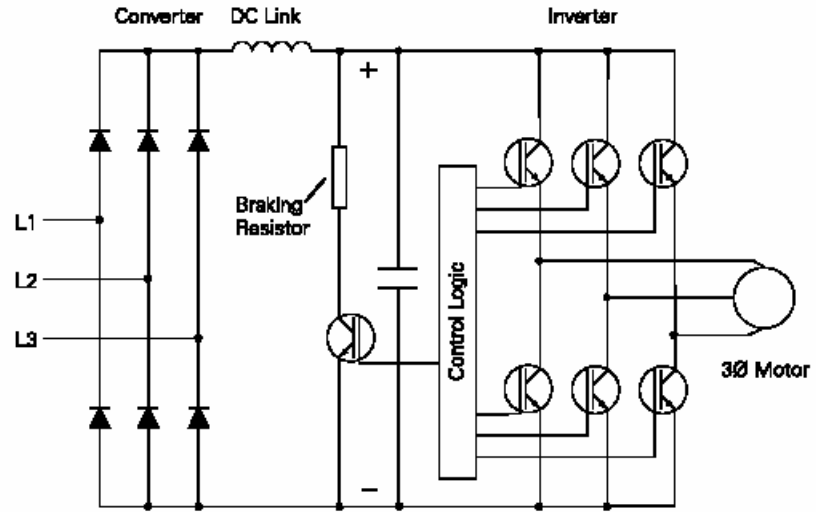 Converter DC Link Inverter
+
Braking
Resistor
L1
L2
L3
Control Logic
3Ø Motor
−